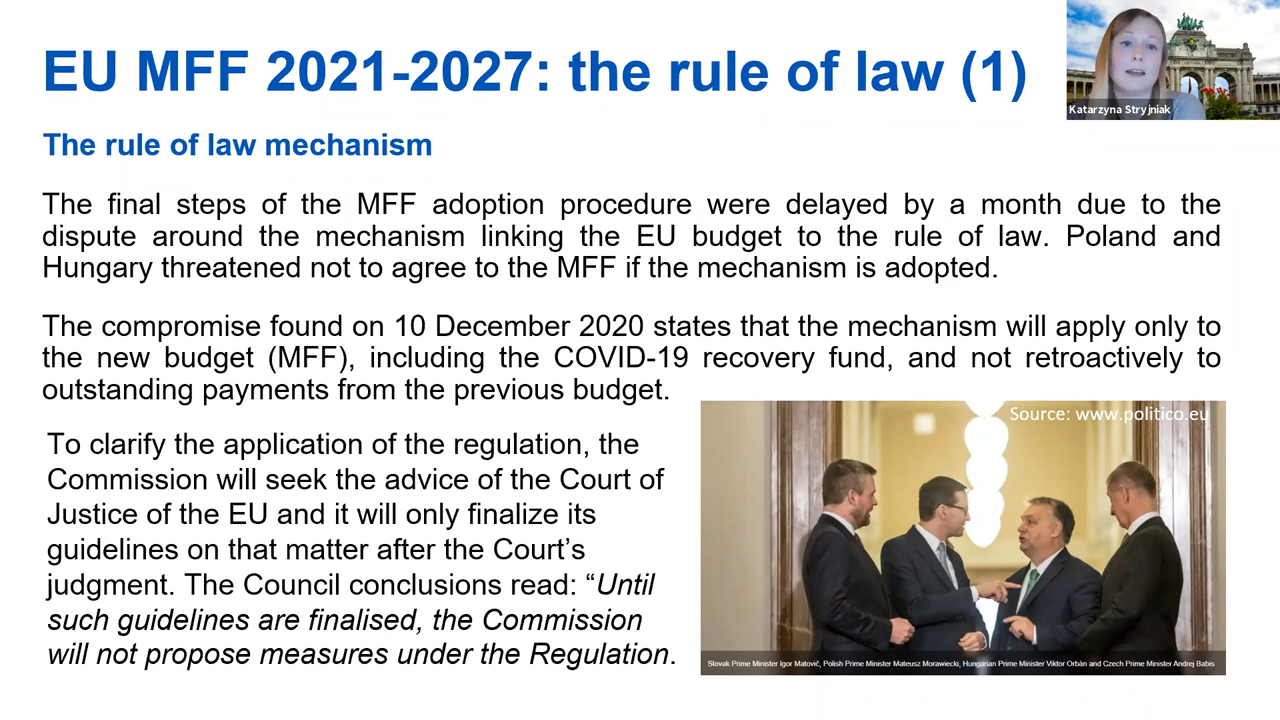 EU MFF 2021-2027: the rule of law (1)
Katarzyna Stryjniak
The rule of law mechanism
The final steps of the MFF adoption procedure were delayed by a month due to the
dispute around the mechanism linking the EU budget to the rule of law. Poland and
Hungary threatened not to agree to the MFF if the mechanism is adopted.
The compromise found on 10 December 2020 states that the mechanism will apply only to
the new budget (MFF), including the COVID-19 recovery fund, and not retroactively to
outstanding payments from the previous budget.
To clarify the application of the regulation, the
Commission will seek the advice of the Court of
Justice of the EU and it will only finalize its
guidelines on that matter after the Court’s
judgment. The Council conclusions read: “Until
such guidelines are finalised, the Commission
will not propose measures under the Regulation.
Source: www.politico.eu
Slovak Prime Minister Igor Matovič, Polish Prime Minister Mateusz Morawiecki, Hungarian Prime Minister Viktor Orbán and Czech Prime Minister Andrej Babis